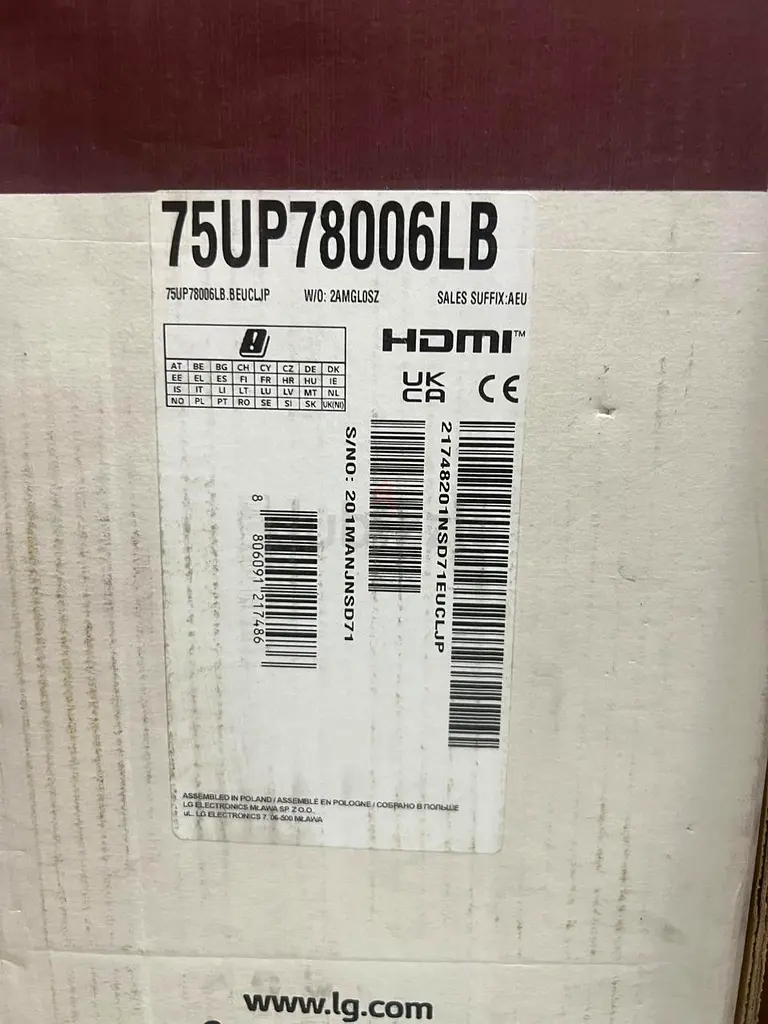 75UP78006LB
75UP78006LB.BEUCLJP W/O: 2AMGL0SZ SALES SUFFIX:AEU
HDMI™
AT BE BG CH CY CZ DE DK
EE EL ES FI FR HR HU IE
IS IT LI LT LU LV MT NL
NO PL PT RO SE SI SK UK(NI)
UK
CA
CE
S/NO: 201MANJNSD71
21748201NSD71EUCLJP
8 806091 217486
ASSEMBLED IN POLAND / ASSEMBLÉ EN POLOGNE / СОБРАНО В ПОЛЬШЕ
LG ELECTRONICS MŁAWA SP. Z O.O.
UL. LG ELECTRONICS 7, 06-500 MŁAWA
www.lg.com